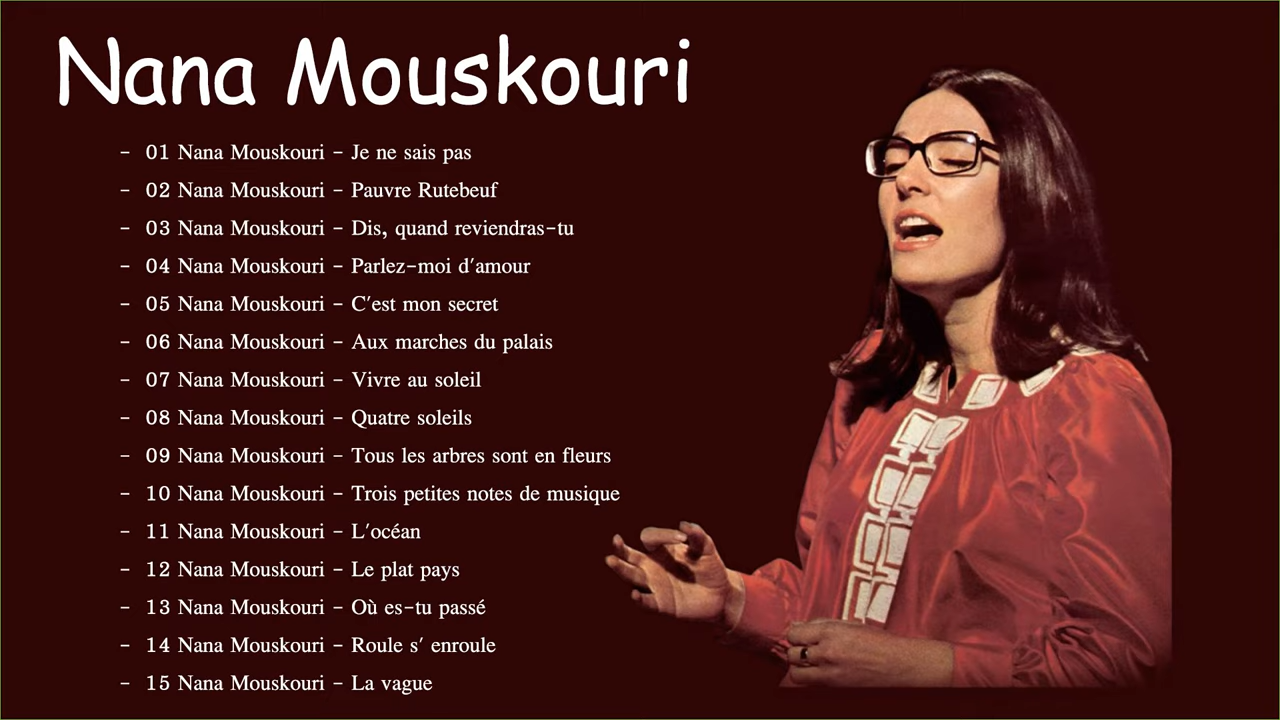 Nana Mouskouri
- 01 Nana Mouskouri - Je ne sais pas
- 02 Nana Mouskouri - Pauvre Rutebeuf
- 03 Nana Mouskouri - Dis, quand reviendras-tu
- 04 Nana Mouskouri - Parlez-moi d'amour
- 05 Nana Mouskouri - C'est mon secret
- 06 Nana Mouskouri - Aux marches du palais
- 07 Nana Mouskouri - Vivre au soleil
- 08 Nana Mouskouri - Quatre soleils
- 09 Nana Mouskouri - Tous les arbres sont en fleurs
- 10 Nana Mouskouri - Trois petites notes de musique
- 11 Nana Mouskouri - L'océan
- 12 Nana Mouskouri - Le plat pays
- 13 Nana Mouskouri - Où es-tu passé
- 14 Nana Mouskouri - Roule s' enroule
- 15 Nana Mouskouri - La vague